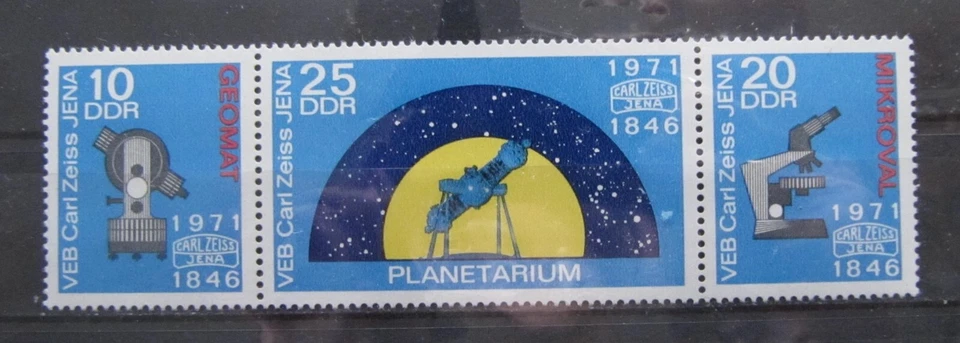 10
DDR
GEOMAT
VEB Carl Zeiss JENA
1971
CARL ZEISS
JENA
1846
25
DDR
VEB Carl Zeiss JENA
1971
CARL ZEISS
JENA
1846
PLANETARIUM
20
DDR
MIKROVAL
VEB Carl Zeiss JENA
1971
CARL ZEISS
JENA
1846